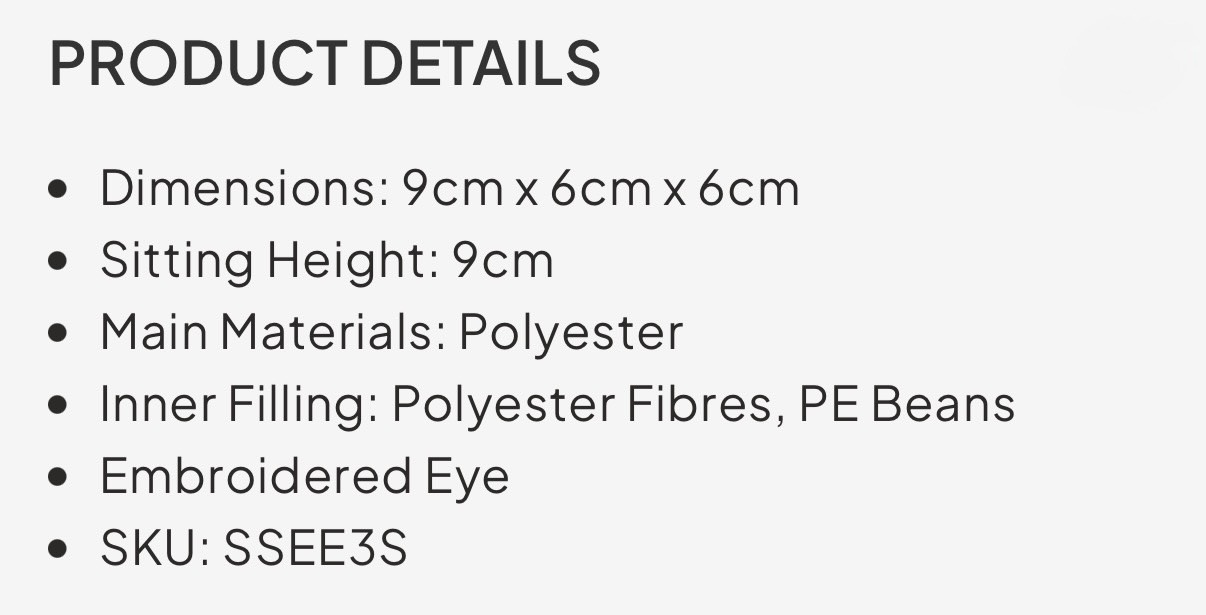 PRODUCT DETAILS
• Dimensions: 9cm x 6cm x 6cm
• Sitting Height: 9cm
• Main Materials: Polyester
• Inner Filling: Polyester Fibres, PE Beans
• Embroidered Eye
• SKU: SSEE3S